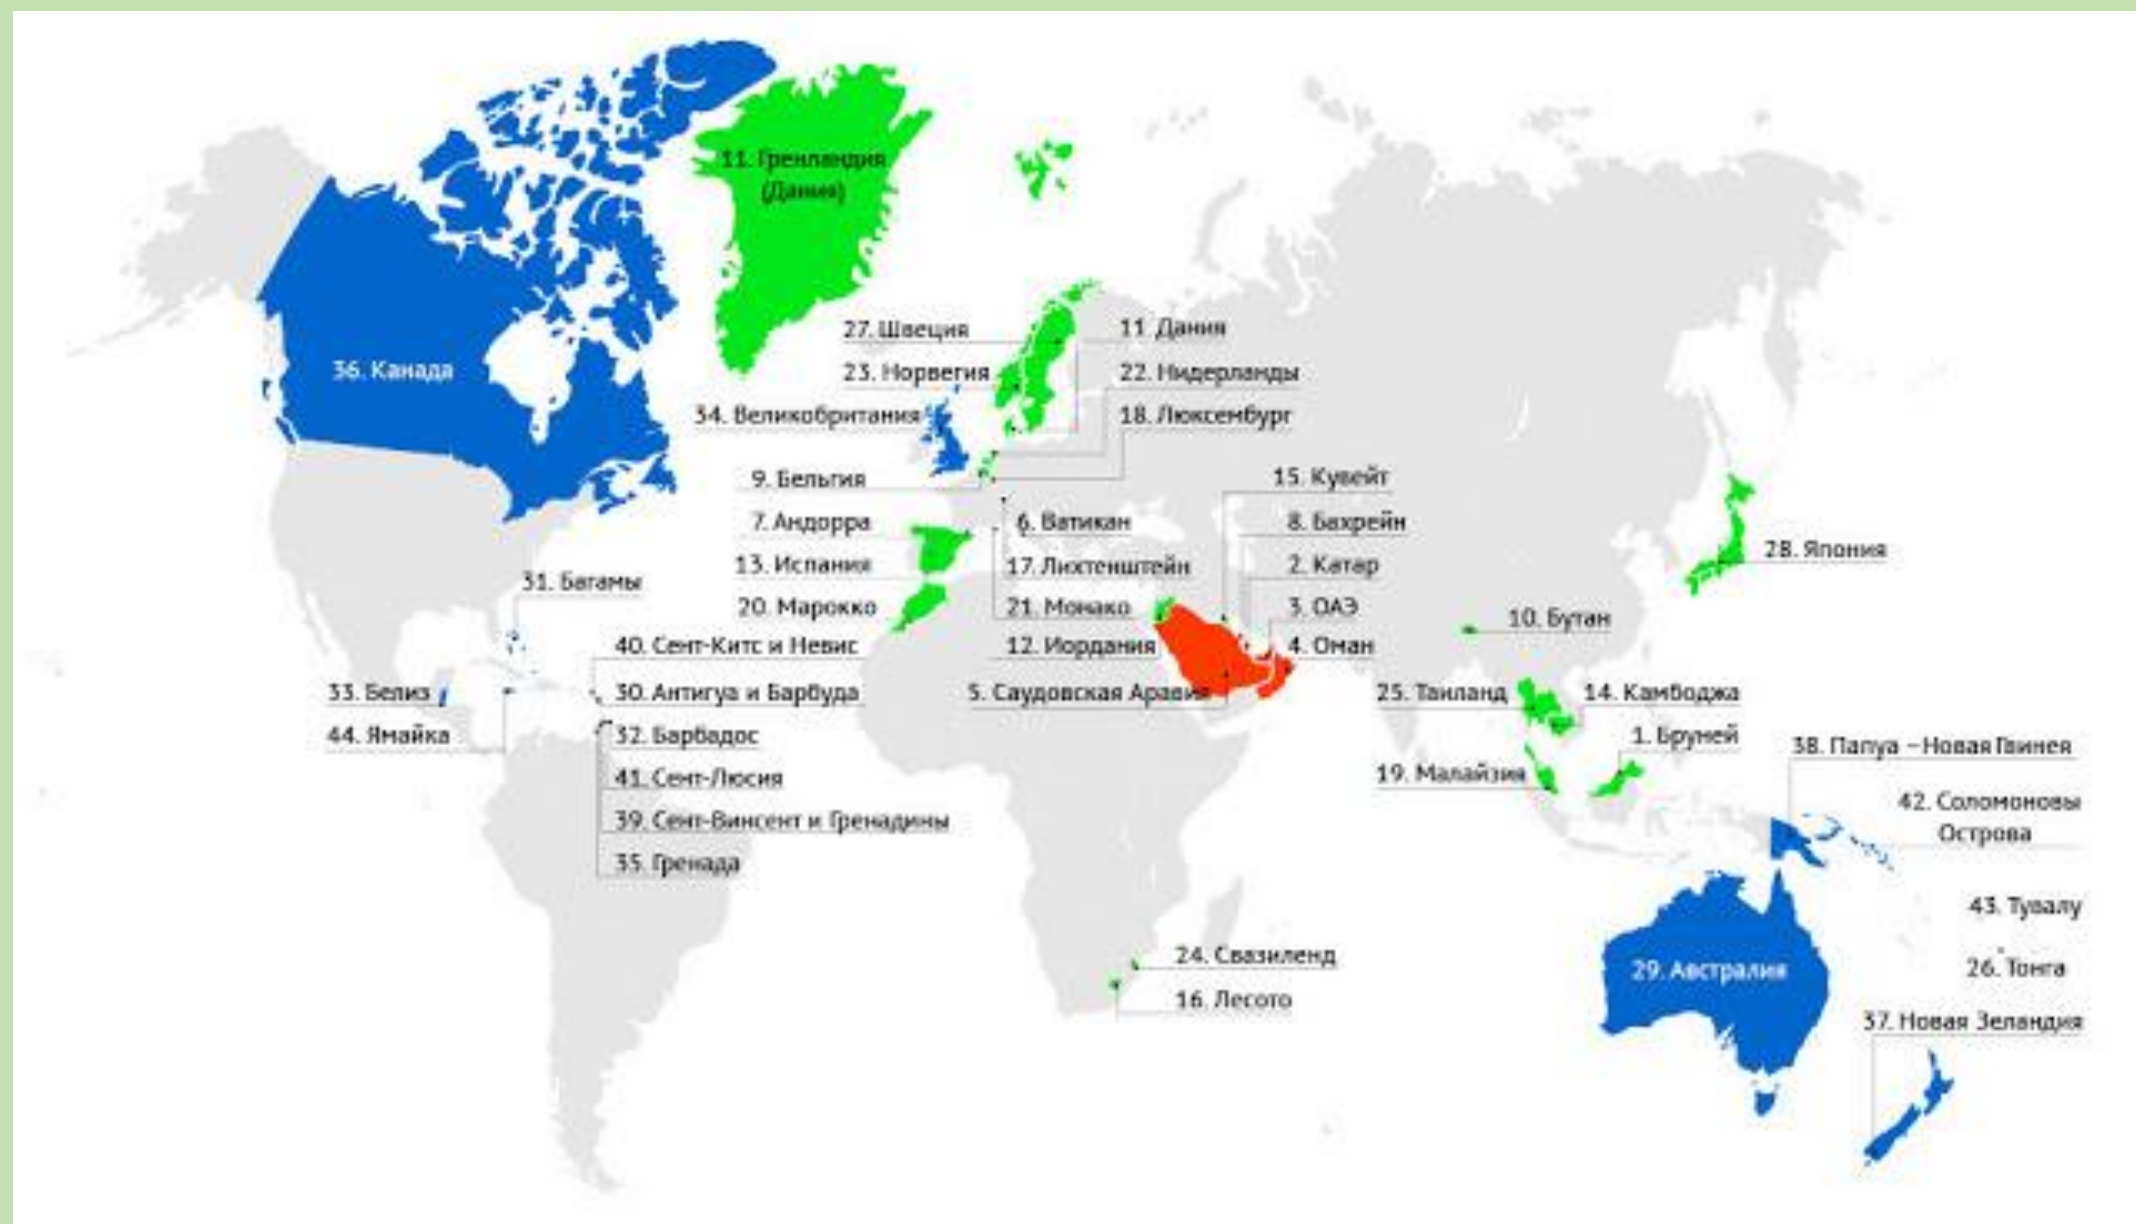 11. Гренландия
(Дания)
36. Канада
27. Швеция
11 Дания
23. Норвегия
22. Нидерланды
34. Великобритания
18. Люксембург
9. Бельгия
15. Кувейт
7. Андорра
6. Ватикан
8. Бахрейн
13. Испания
17. Лихтенштейн
2. Катар
28. Япония
31. Багамы
20. Марокко
21. Монако
3. ОАЭ
10. Бутан
40. Сент-Китс и Невис
12. Иордания
4. Оман
33. Белиз
30. Антигуа и Барбуда
5. Саудовская Аравия
25. Таиланд
14. Камбоджа
44. Ямайка
32. Барбадос
1. Бруней
38. Папуа –Новая Гвинея
41. Сент-Люсия
19. Малайзия
42. Соломоновы
Острова
39. Сент-Винсент и Гренадины
35. Гренада
43. Тувалу
24. Свазиленд
29. Австралия
26. Тонга
16. Лесото
37. Новая Зеландия